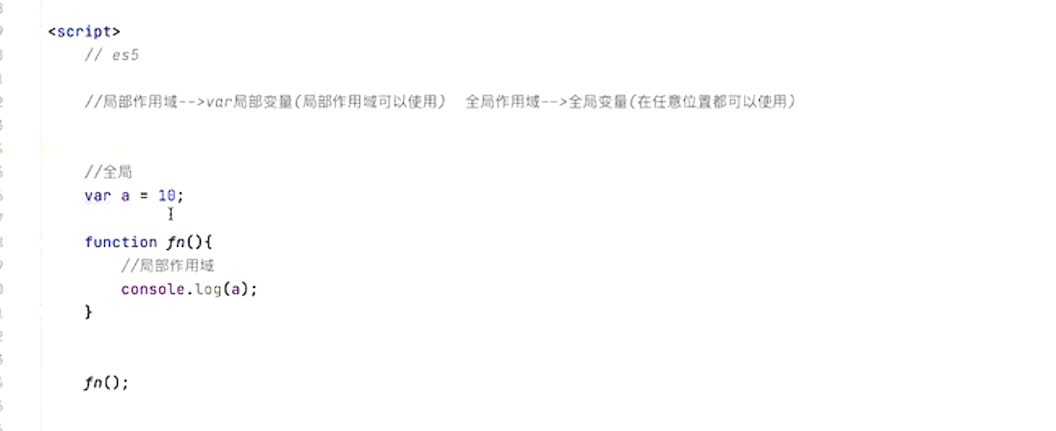 <script>
// es5
//局部作用域-->var局部变量(局部作用域可以使用) 全局作用域-->全局变量(在任意位置都可以使用)
//全局
var a = 10;
function fn(){
//局部作用域
console.log(a);
}
fn();